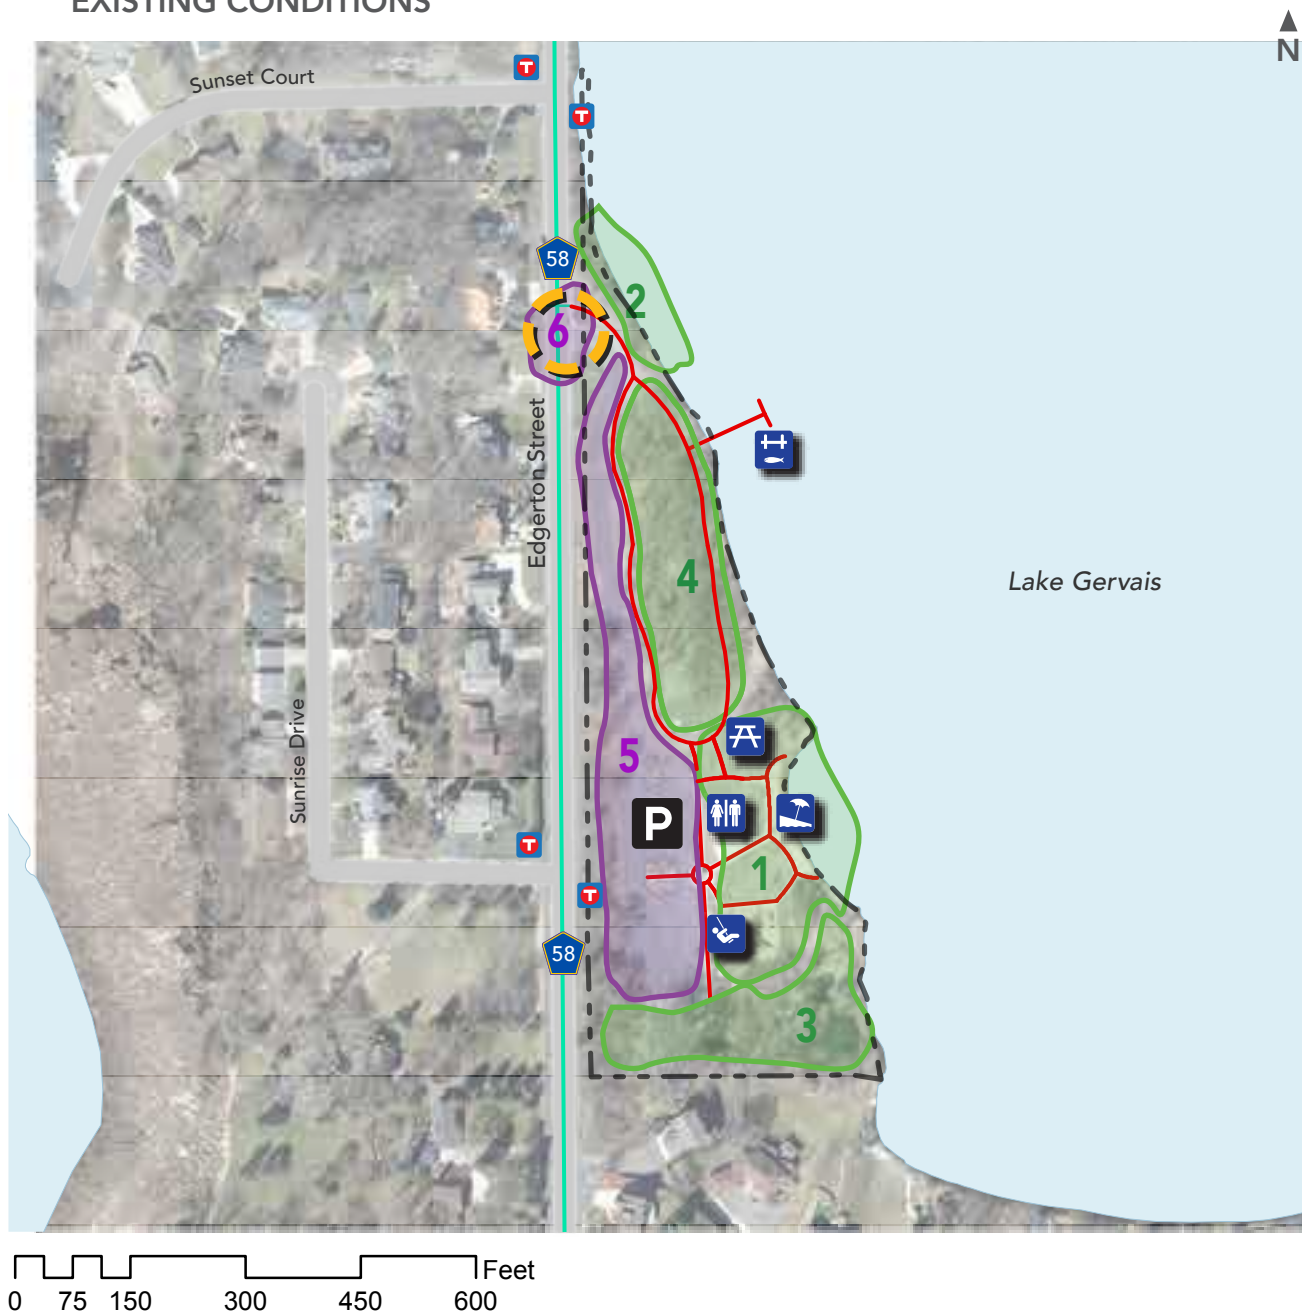 EXISTING CONDITIONS
N
Sunset Court
T
T
58
2
6
Edgerton Street
4
Lake Gervais
Sunrise Drive
5
P
T
1
T
58
3
Feet
0 75 150 300 450 600